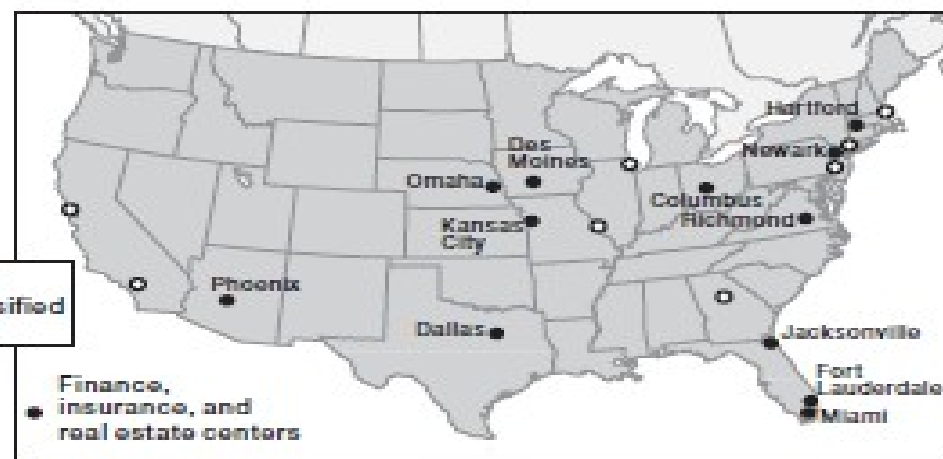 Hartford
Des
Moines
Newark
Omaha
Columbus
Richmond
Kansas
City
Phoenix
sified
Dallas
Jacksonville
Fort
Lauderdale
Miami
Finance,
insurance, and
real estate centers